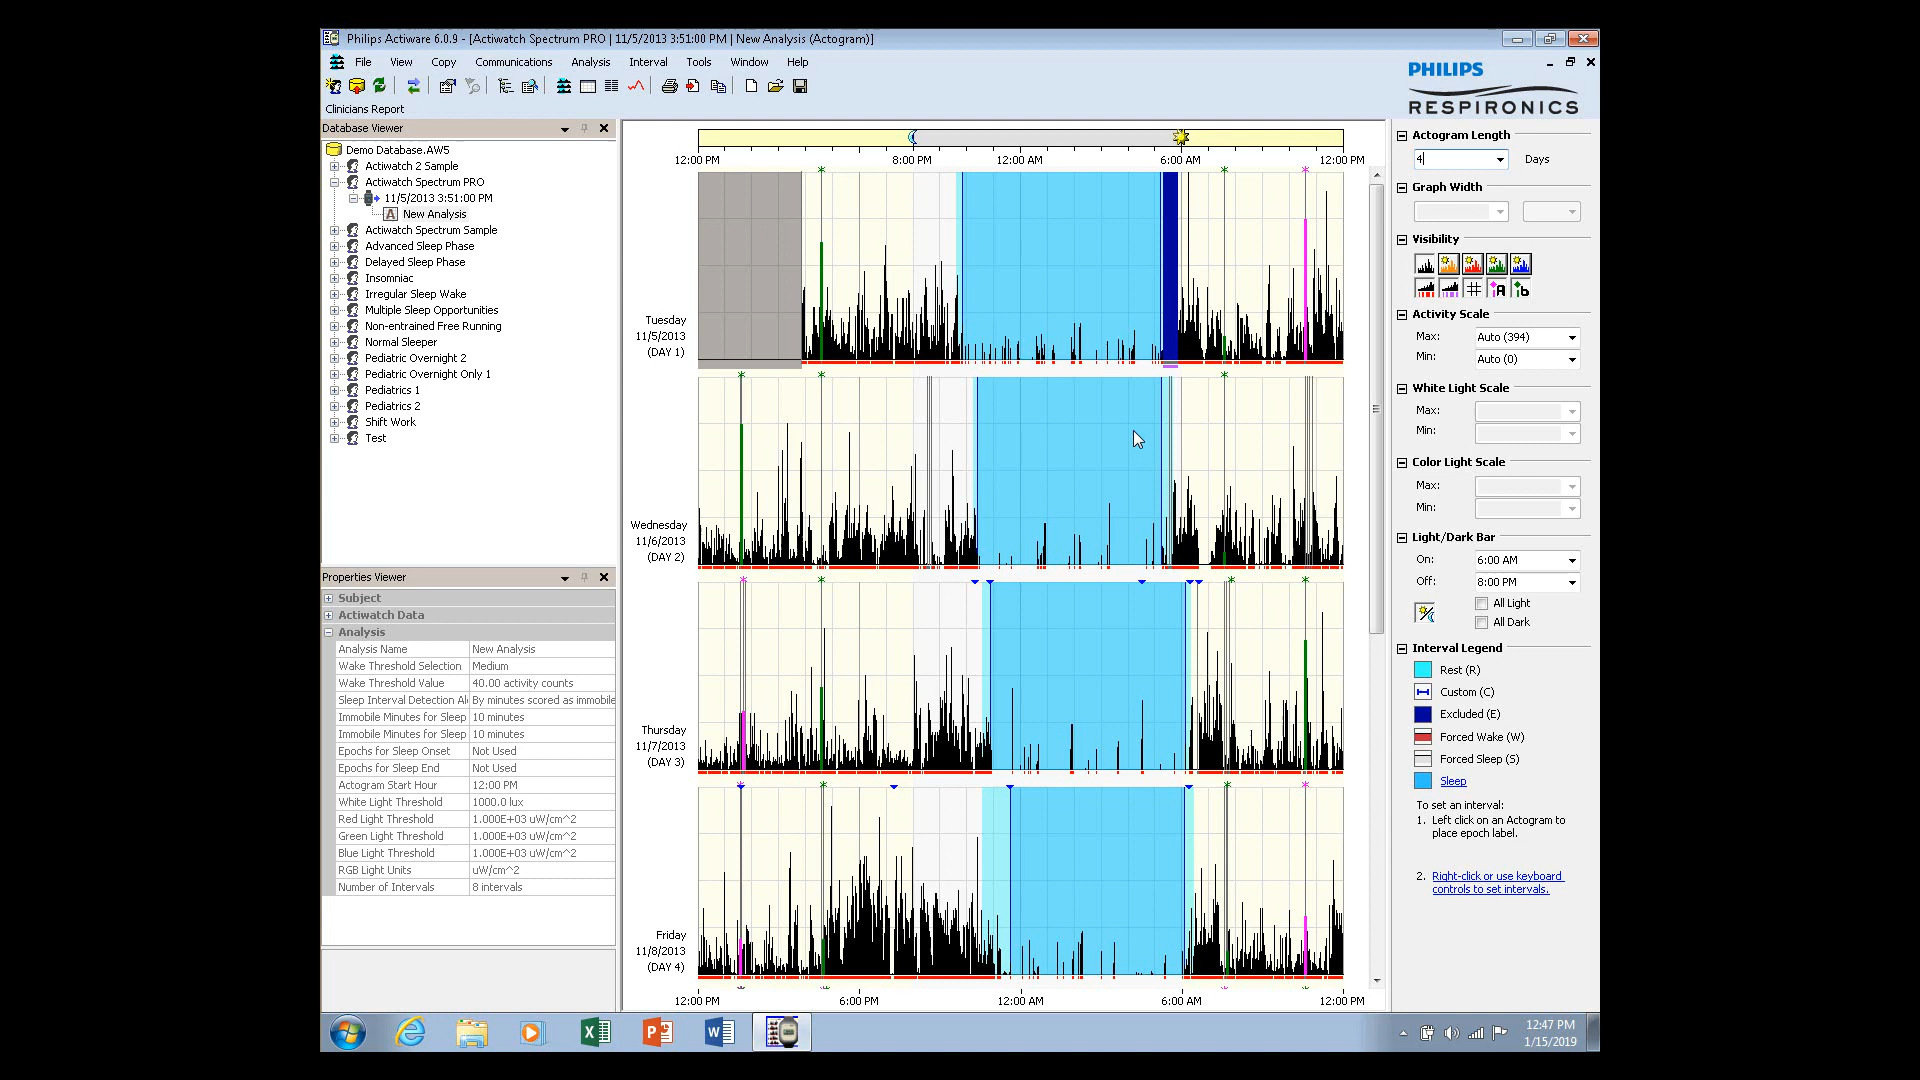 Philips Actiware 6.0.9 - [Actiwatch Spectrum PRO | 11/5/2013 3:51:00 PM | New Analysis (Actogram)]
File View Copy Communications Analysis Interval Tools Window Help
Clinicians Report
PHILIPS
RESPIRONICS
Database Viewer
Demo Database.AW5
Actiwatch 2 Sample
Actiwatch Spectrum PRO
11/5/2013 3:51:00 PM
New Analysis
Actiwatch Spectrum Sample
Advanced Sleep Phase
Delayed Sleep Phase
Insomniac
Irregular Sleep Wake
Multiple Sleep Opportunities
Non-entrained Free Running
Normal Sleeper
Pediatric Overnight 2
Pediatric Overnight Only 1
Pediatrics 1
Pediatrics 2
Shift Work
Test
Properties Viewer
Subject
Actiwatch Data
Analysis
Analysis Name New Analysis
Wake Threshold Selection Medium
Wake Threshold Value 40.00 activity counts
Sleep Interval Detection Al By minutes scored as immobile
Immobile Minutes for Sleep 10 minutes
Immobile Minutes for Sleep 10 minutes
Epochs for Sleep Onset Not Used
Epochs for Sleep End Not Used
Actogram Start Hour 12:00 PM
White Light Threshold 1000.0 lux
Red Light Threshold 1.000E+03 uW/cm^2
Green Light Threshold 1.000E+03 uW/cm^2
Blue Light Threshold 1.000E+03 uW/cm^2
RGB Light Units uW/cm^2
Number of Intervals 8 intervals
12:00 PM 8:00 PM 12:00 AM 6:00 AM 12:00 PM
Tuesday
11/5/2013
(DAY 1)
Wednesday
11/6/2013
(DAY 2)
Thursday
11/7/2013
(DAY 3)
Friday
11/8/2013
(DAY 4)
12:00 PM 6:00 PM 12:00 AM 6:00 AM 12:00 PM
Actogram Length
4 Days
Graph Width
Visibility
Activity Scale
Max: Auto (394)
Min: Auto (0)
White Light Scale
Max:
Min:
Color Light Scale
Max:
Min:
Light/Dark Bar
On: 6:00 AM
Off: 8:00 PM
All Light
All Dark
Interval Legend
Rest (R)
Custom (C)
Excluded (E)
Forced Wake (W)
Forced Sleep (S)
Sleep
To set an interval:
1. Left click on an Actogram to
place epoch label.
2. Right-click or use keyboard
controls to set intervals.
12:47 PM
1/15/2019